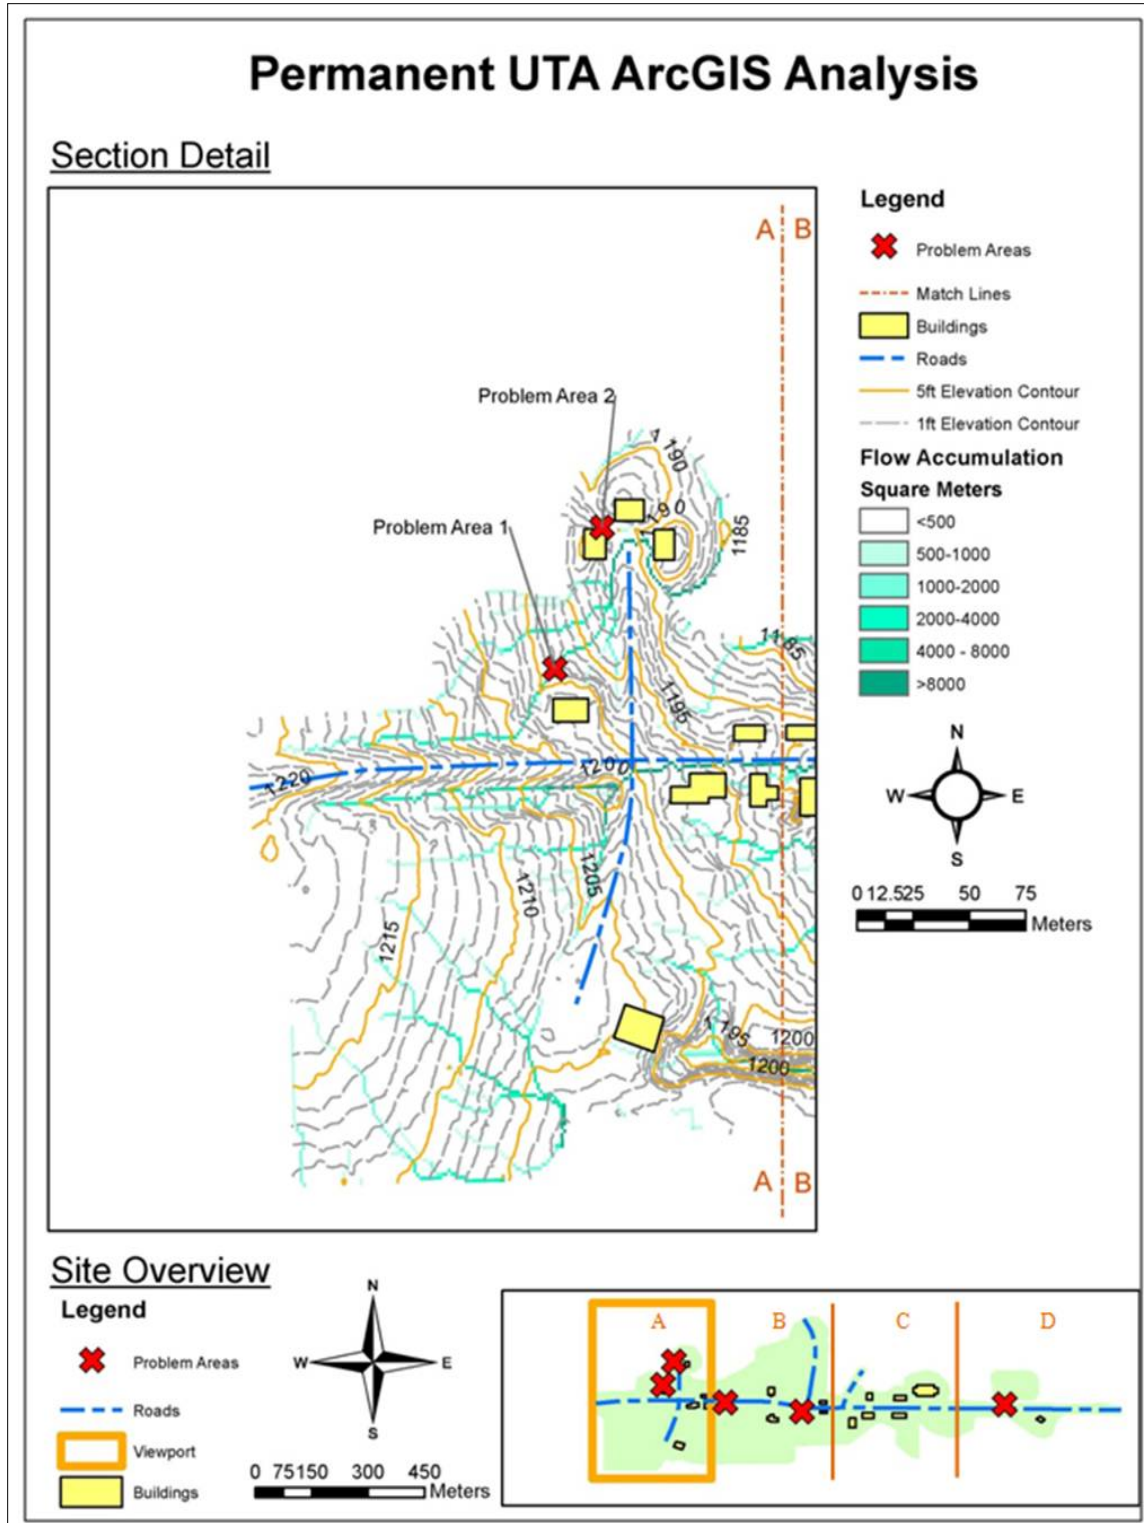 Permanent UTA ArcGIS Analysis
Section Detail
A B
Legend
Problem Areas
Match Lines
Buildings
Roads
5ft Elevation Contour
1ft Elevation Contour
Flow Accumulation
Square Meters
<500
500-1000
1000-2000
2000-4000
4000 - 8000
>8000
Problem Area 2
1190
1190
Problem Area 1
1185
1185
1195
1200
1220
1205
1210
1215
1195
1200
1200
A B
N
W E
S
0 12.525 50 75
Meters
Site Overview
Legend
Problem Areas
Roads
Viewport
Buildings
N
W E
S
0 75150 300 450
Meters
A B C D